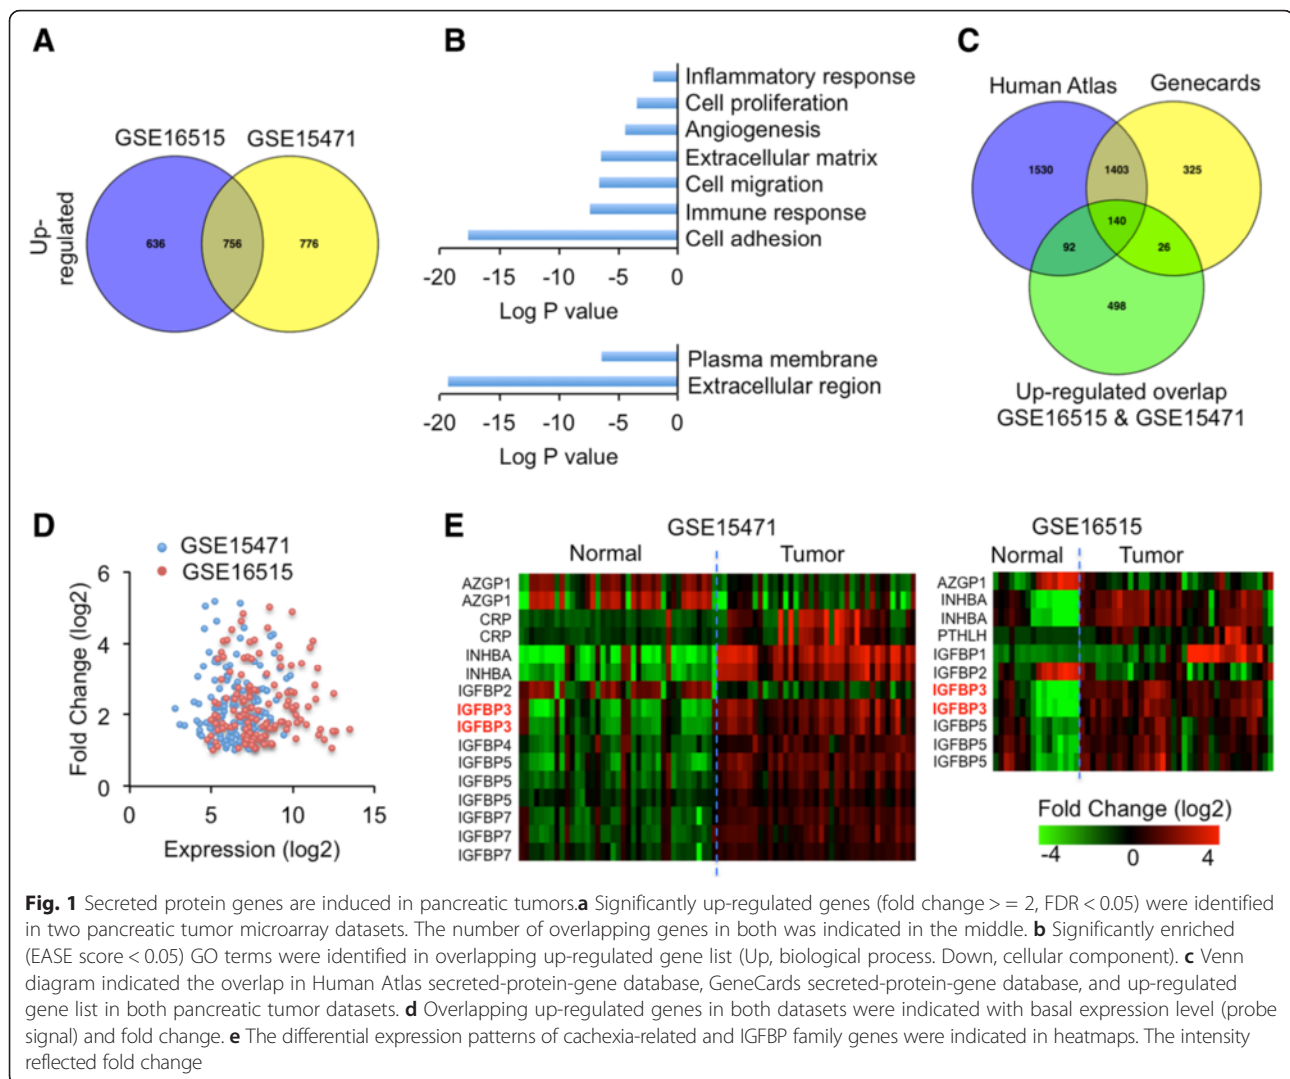 A
GSE16515 GSE15471
Up-
regulated
636 756 776
B
Inflammatory response
Cell proliferation
Angiogenesis
Extracellular matrix
Cell migration
Immune response
Cell adhesion
-20 -15 -10 -5 0
Log P value
Plasma membrane
Extracellular region
-20 -15 -10 -5 0
Log P value
C
Human Atlas Genecards
1530 1403 325
140
92 26
498
Up-regulated overlap
GSE16515 & GSE15471
D
GSE15471
GSE16515
6
4
2
0
Fold Change (log2)
0 5 10 15
Expression (log2)
E
GSE15471
Normal Tumor
AZGP1
AZGP1
CRP
CRP
INHBA
INHBA
IGFBP2
IGFBP3
IGFBP3
IGFBP4
IGFBP5
IGFBP5
IGFBP5
IGFBP7
IGFBP7
IGFBP7
GSE16515
Normal Tumor
AZGP1
INHBA
INHBA
PTHLH
IGFBP1
IGFBP2
IGFBP3
IGFBP3
IGFBP5
IGFBP5
IGFBP5
Fold Change (log2)
-4 0 4
Fig. 1 Secreted protein genes are induced in pancreatic tumors.a Significantly up-regulated genes (fold change > = 2, FDR < 0.05) were identified
in two pancreatic tumor microarray datasets. The number of overlapping genes in both was indicated in the middle. b Significantly enriched
(EASE score < 0.05) GO terms were identified in overlapping up-regulated gene list (Up, biological process. Down, cellular component). c Venn
diagram indicated the overlap in Human Atlas secreted-protein-gene database, GeneCards secreted-protein-gene database, and up-regulated
gene list in both pancreatic tumor datasets. d Overlapping up-regulated genes in both datasets were indicated with basal expression level (probe
signal) and fold change. e The differential expression patterns of cachexia-related and IGFBP family genes were indicated in heatmaps. The intensity
reflected fold change